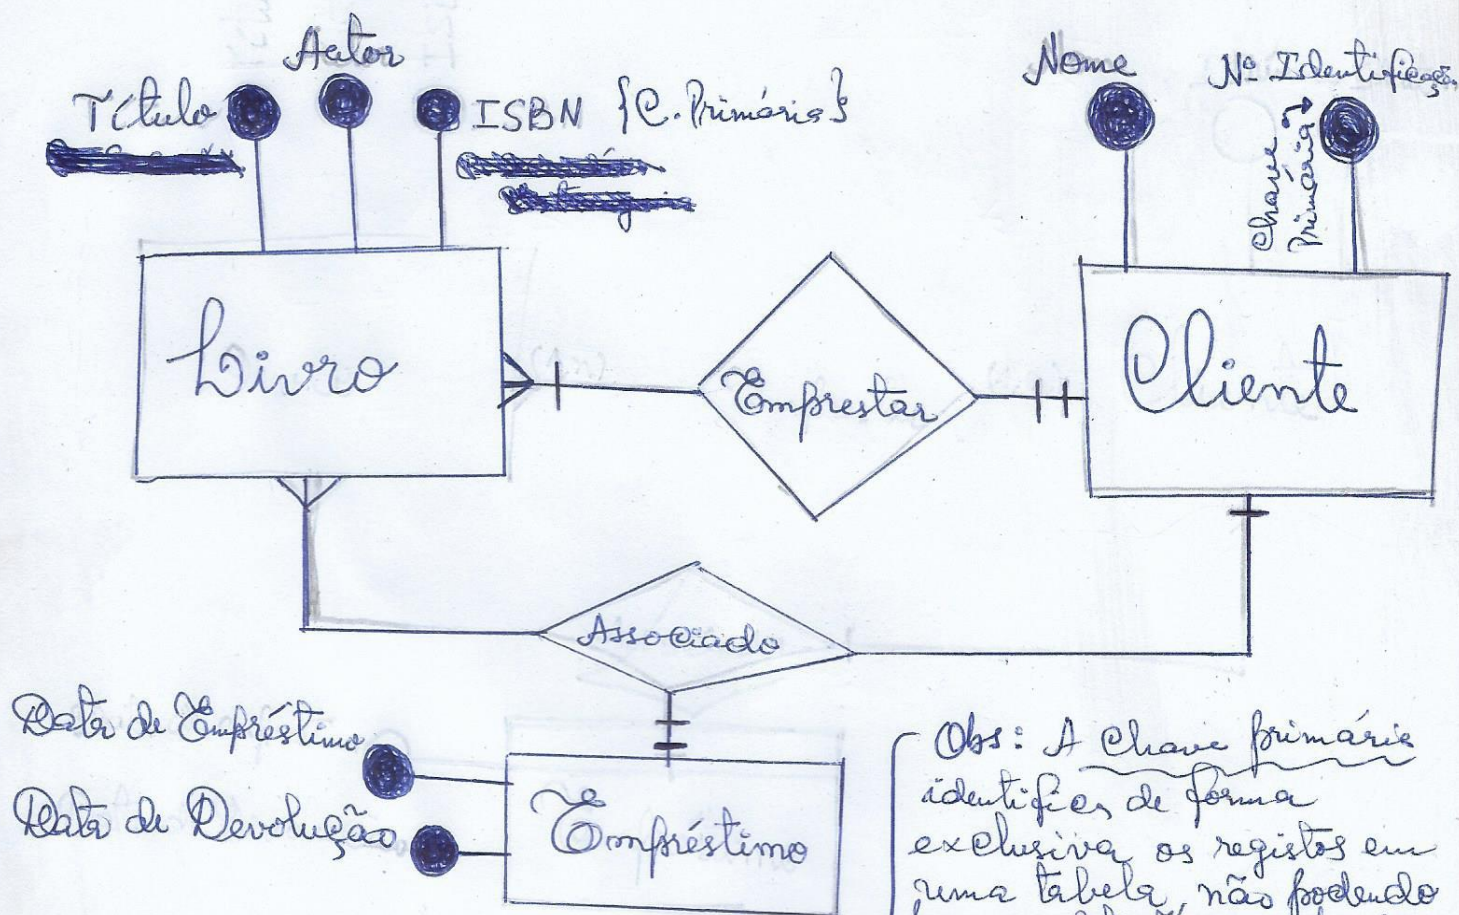 Autor
Título
ISBN {C. Primária}
Nome
Nº Identificação
Chave
Primária
Livro
Emprestar
Cliente
Associado
Data de Empréstimo
Data de Devolução
Empréstimo
Obs: A chave primária
identifica de forma
exclusiva os registos em
uma tabela, não podendo